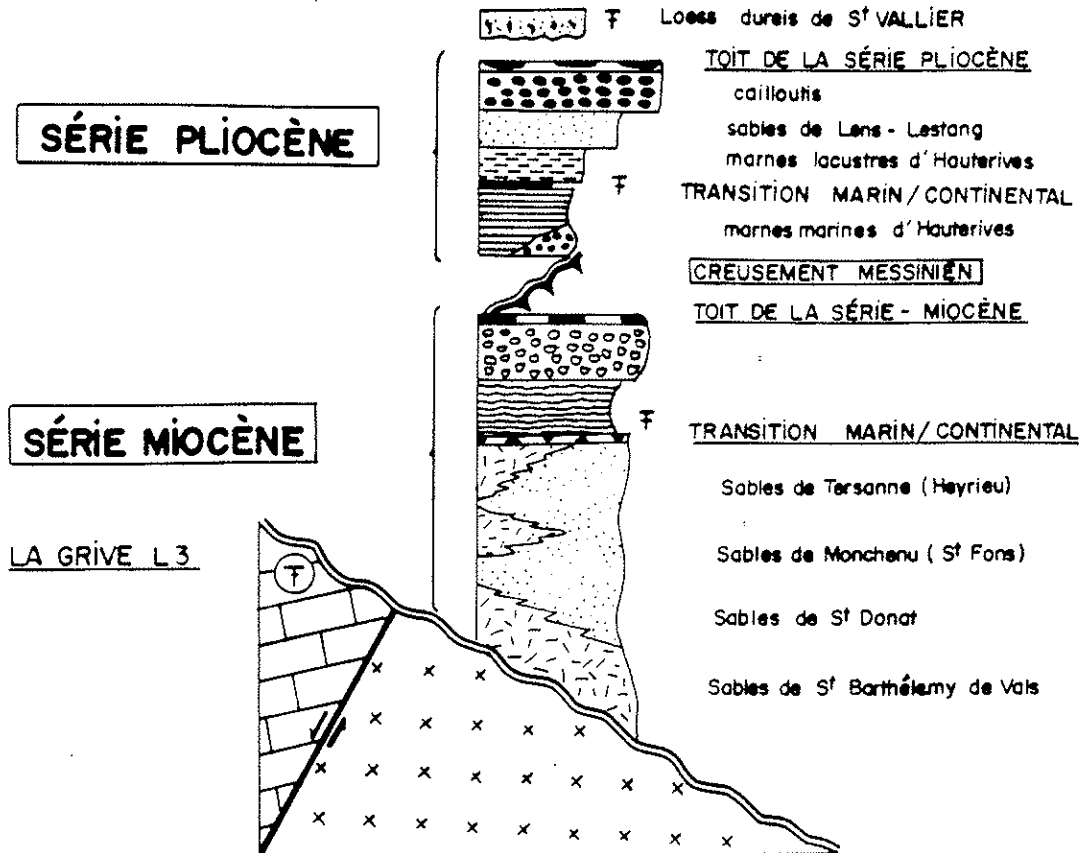 Loess dureis de Sᵗ VALLIER
TOIT DE LA SÉRIE PLIOCÈNE
cailloutis
SÉRIE PLIOCÈNE
sables de Lens - Lestang
marnes lacustres d'Hauterives
TRANSITION MARIN/CONTINENTAL
marnes marines d'Hauterives
CREUSEMENT MESSINIÉN
TOIT DE LA SÉRIE - MIOCÈNE
SÉRIE MIOCÈNE
TRANSITION MARIN/CONTINENTAL
Sables de Tersanne (Heyrieu)
LA GRIVE L3
Sables de Monchenu (Sᵗ Fons)
Sables de Sᵗ Donat
Sables de Sᵗ Barthélemy de Vals